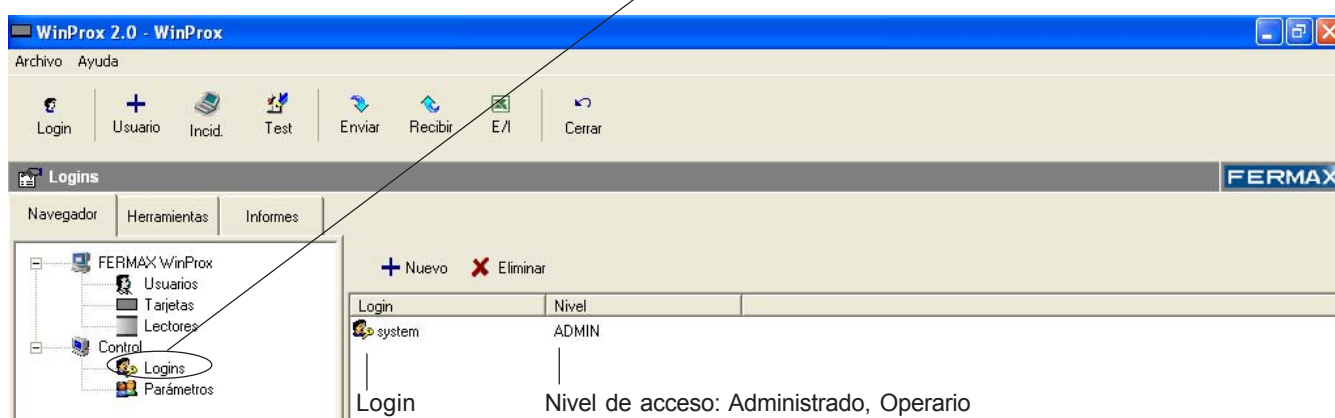 WinProx 2.0 - WinProx
Archivo Ayuda
Login Usuario Incid. Test Enviar Recibir E/I Cerrar
Logins FERMAX
Navegador Herramientas Informes
FERMAX WinProx
Usuarios
Tarjetas
Lectores
Control
Logins
Parámetros
Nuevo Eliminar
Login Nivel
system ADMIN
Login Nivel de acceso: Administrado, Operario